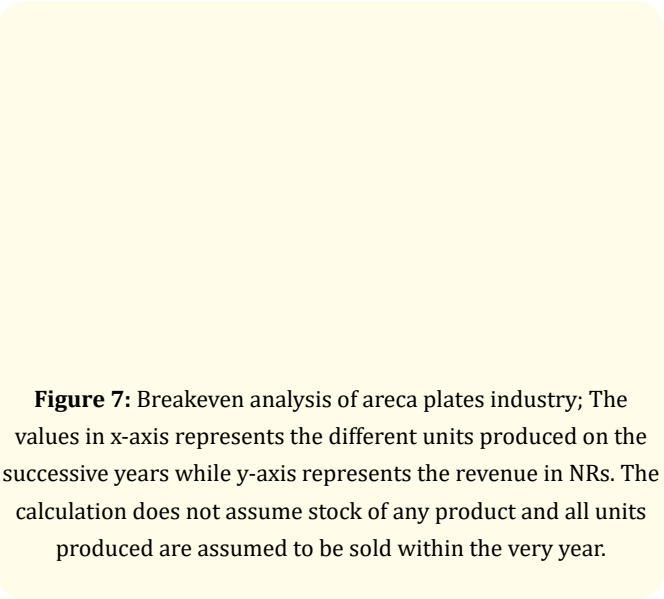 Figure 7: Breakeven analysis of areca plates industry; The
values in x-axis represents the different units produced on the
successive years while y-axis represents the revenue in NRs. The
calculation does not assume stock of any product and all units
produced are assumed to be sold within the very year.